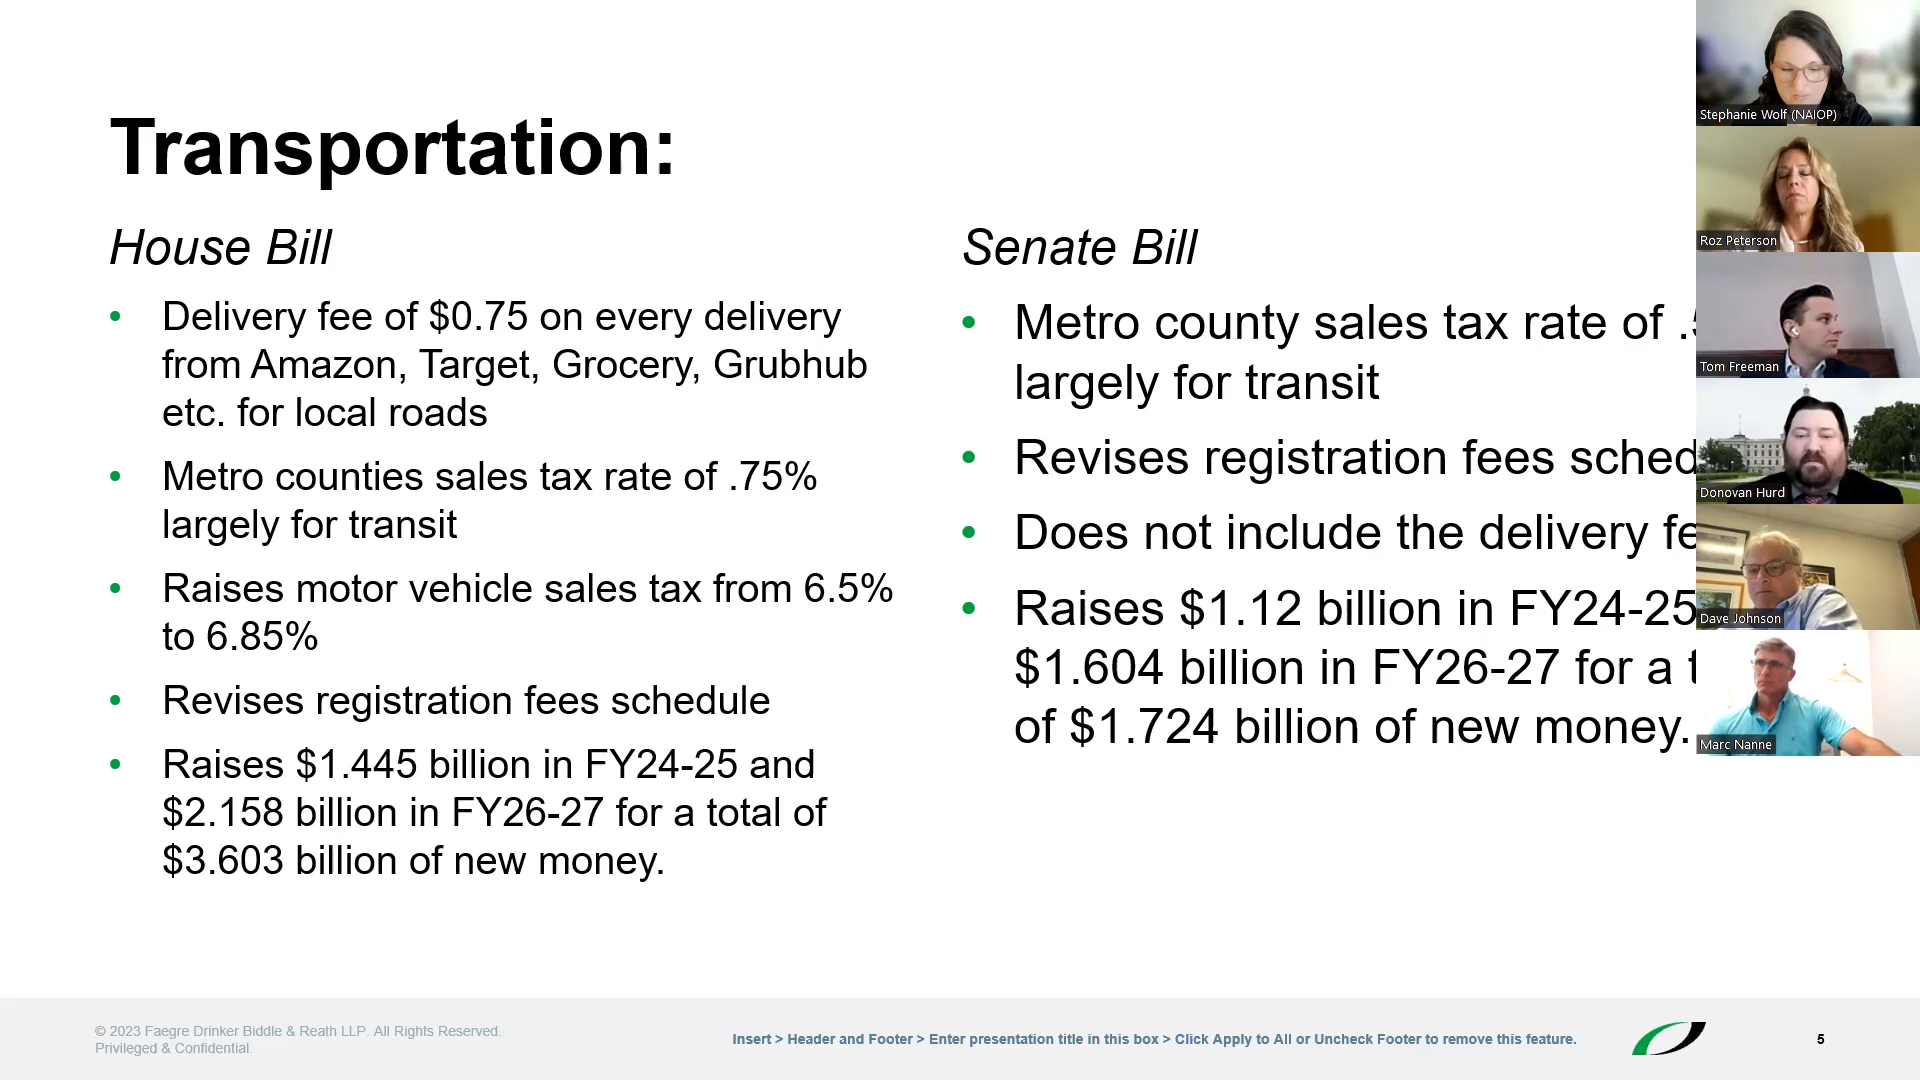 Transportation:
House Bill
• Delivery fee of $0.75 on every delivery
from Amazon, Target, Grocery, Grubhub
etc. for local roads
• Metro counties sales tax rate of .75%
largely for transit
• Raises motor vehicle sales tax from 6.5%
to 6.85%
• Revises registration fees schedule
• Raises $1.445 billion in FY24-25 and
$2.158 billion in FY26-27 for a total of
$3.603 billion of new money.
Senate Bill
• Metro county sales tax rate of
largely for transit
• Revises registration fees
• Does not include the delivery
• Raises $1.12 billion in FY24-25
$1.604 billion in FY26-27 for a
of $1.724 billion of new money.
Stephanie Wolf (NAIOP)
Roz Peterson
Tom Freeman
Donovan Hurd
Dave Johnson
Marc Nanne
© 2023 Faegre Drinker Biddle & Reath LLP. All Rights Reserved.
Privileged & Confidential.
Insert > Header and Footer > Enter presentation title in this box > Click Apply to All or Uncheck Footer to remove this feature.
5